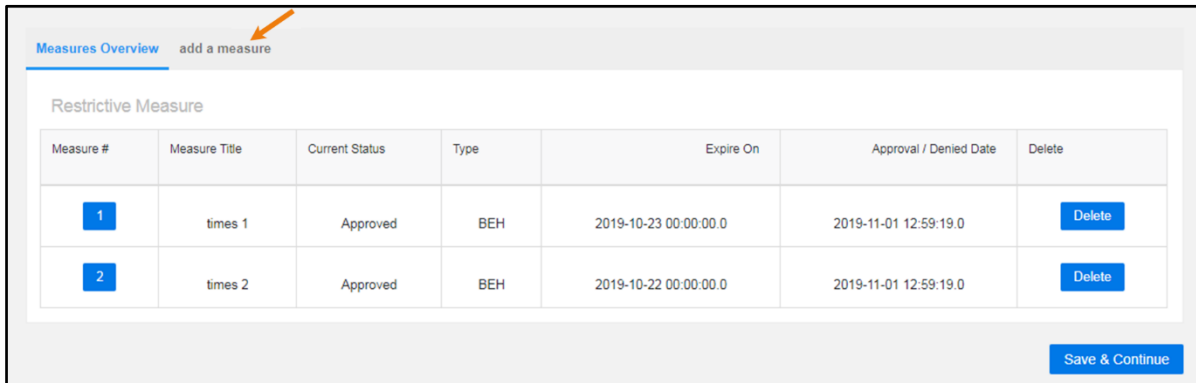 Measures Overview add a measure
Restrictive Measure
Measure # Measure Title Current Status Type Expire On Approval / Denied Date Delete
1 times 1 Approved BEH 2019-10-23 00:00:00.0 2019-11-01 12:59:19.0 Delete
2 times 2 Approved BEH 2019-10-22 00:00:00.0 2019-11-01 12:59:19.0 Delete
Save & Continue